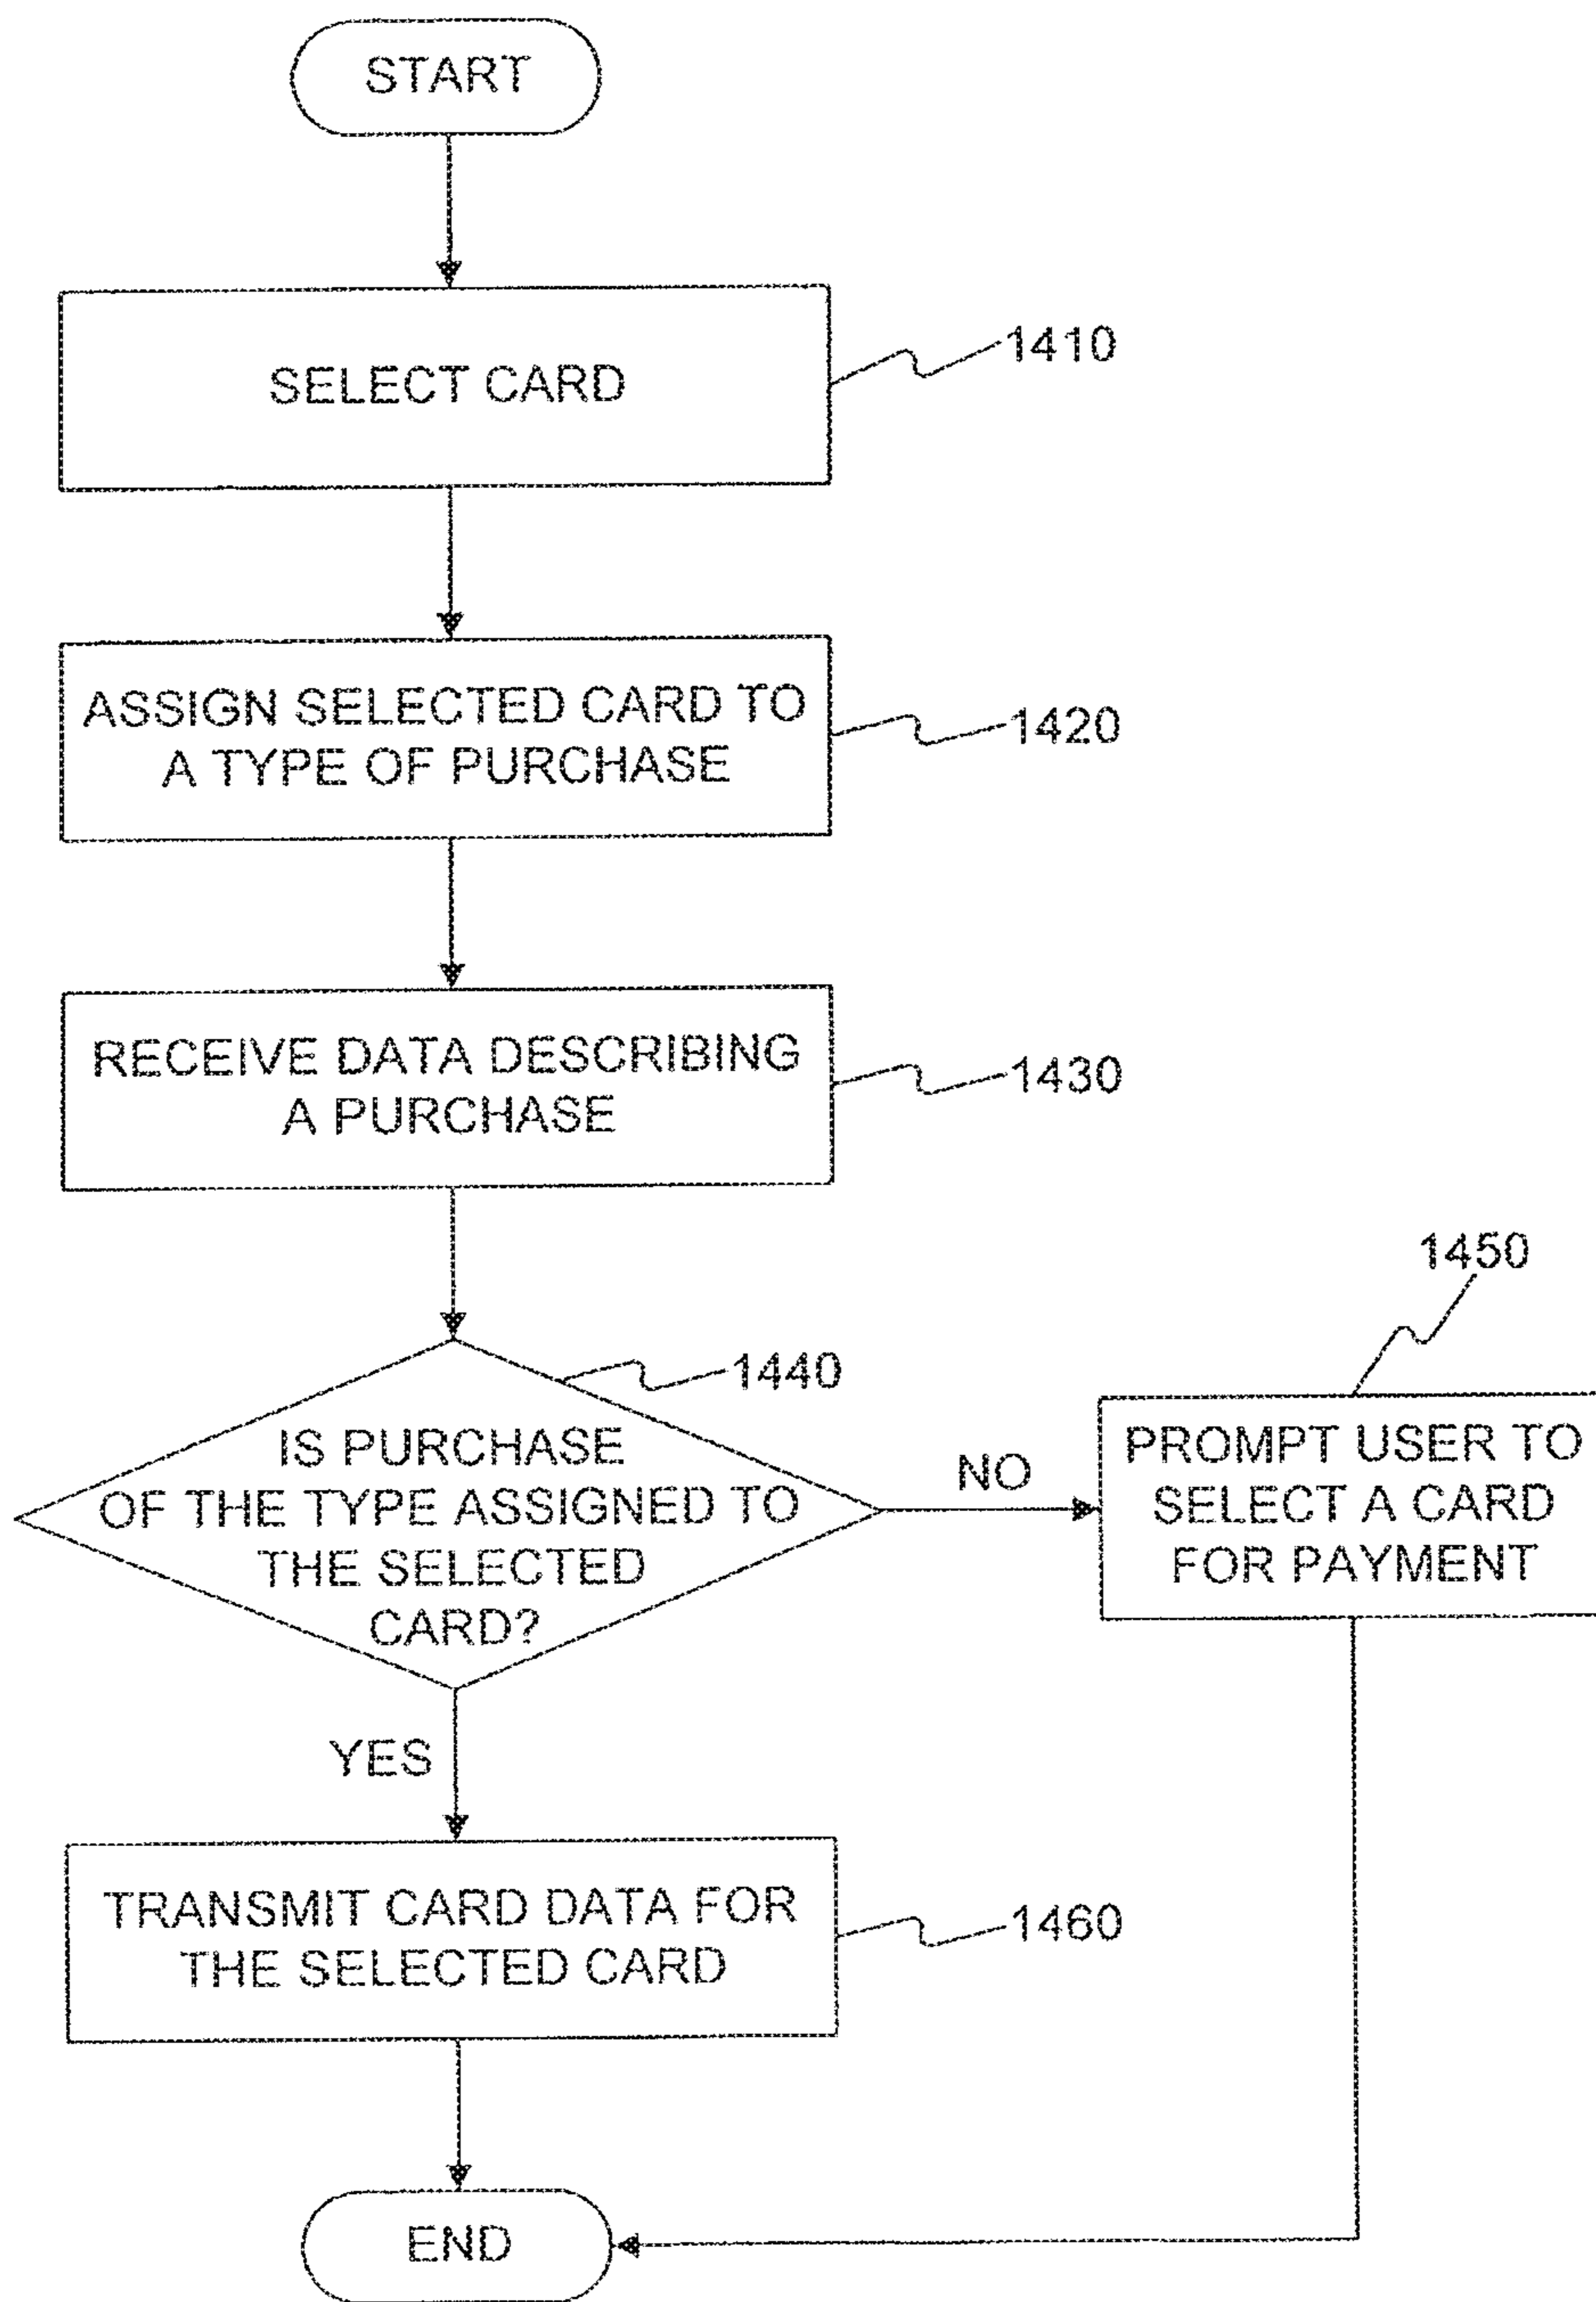 START
SELECT CARD
1410
ASSIGN SELECTED CARD TO
A TYPE OF PURCHASE
1420
RECEIVE DATA DESCRIBING
A PURCHASE
1430
1440
IS PURCHASE
OF THE TYPE ASSIGNED TO
THE SELECTED
CARD?
NO
1450
PROMPT USER TO
SELECT A CARD
FOR PAYMENT
YES
TRANSMIT CARD DATA FOR
THE SELECTED CARD
1460
END